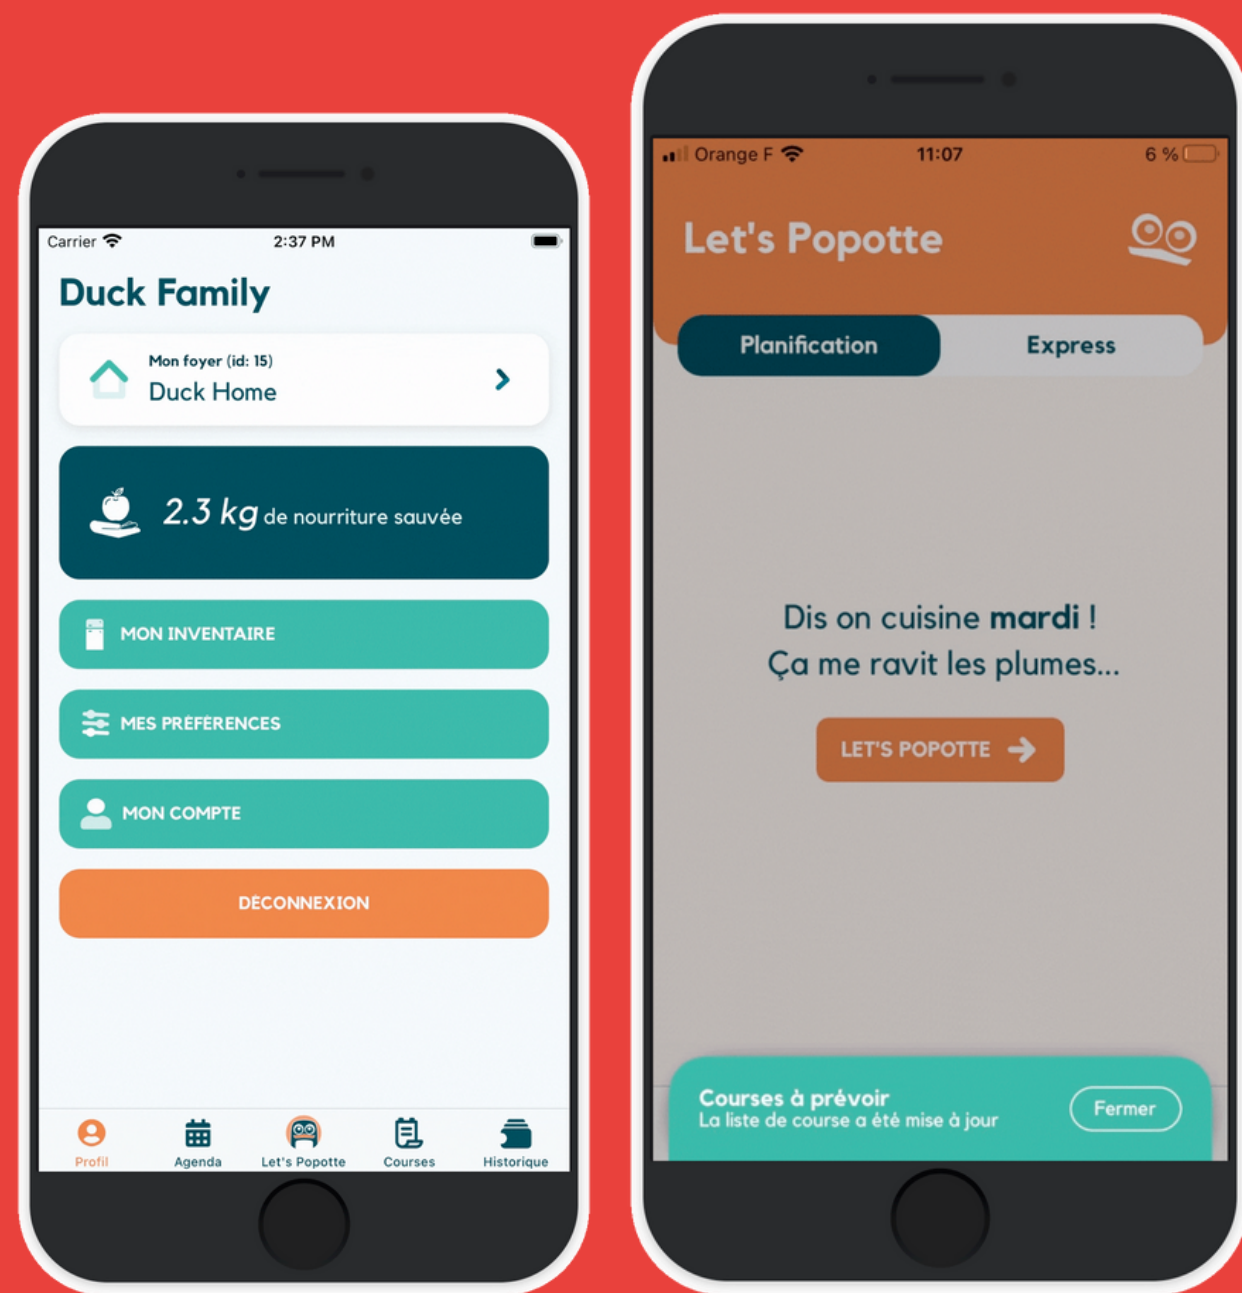 Carrier
2:37 PM
Duck Family
Mon foyer (id: 15)
Duck Home
2.3 kg de nourriture sauvée
MON INVENTAIRE
MES PRÉFÉRENCES
MON COMPTE
DÉCONNEXION
Profil
Agenda
Let's Popotte
Courses
Historique
Orange F
11:07
6 %
Let's Popotte
Planification
Express
Dis on cuisine mardi !
Ça me ravit les plumes...
LET'S POPOTTE
Courses à prévoir
La liste de course a été mise à jour
Fermer